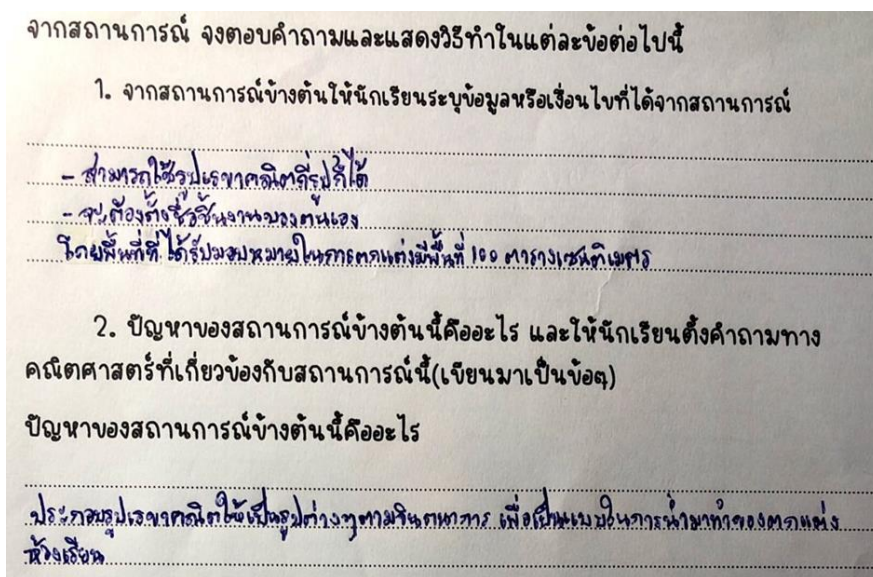 จากสถานการณ์ จงตอบคำถามและแสดงวิธีทำในแต่ละข้อต่อไปนี้
1. จากสถานการณ์ข้างต้นให้นักเรียนระบุข้อมูลหรือเงื่อนไขที่ได้จากสถานการณ์
- สามารถใช้รูปเรขาคณิตกี่รูปก็ได้
- จะต้องตั้งชื่อชิ้นงานของตนเอง
โดยพื้นที่ที่ได้รับมอบหมายในการตกแต่งมีพื้นที่ 100 ตารางเซนติเมตร
2. ปัญหาของสถานการณ์ข้างต้นนี้คืออะไร และให้นักเรียนตั้งคำถามทาง
คณิตศาสตร์ที่เกี่ยวข้องกับสถานการณ์นี้(เขียนมาเป็นข้อๆ)
ปัญหาของสถานการณ์ข้างต้นนี้คืออะไร
ประกอบรูปเรขาคณิตให้เป็นรูปต่างๆตามจินตนาการ เพื่อเป็นแบบในการนำมาทำของตกแต่ง
ห้องเรียน